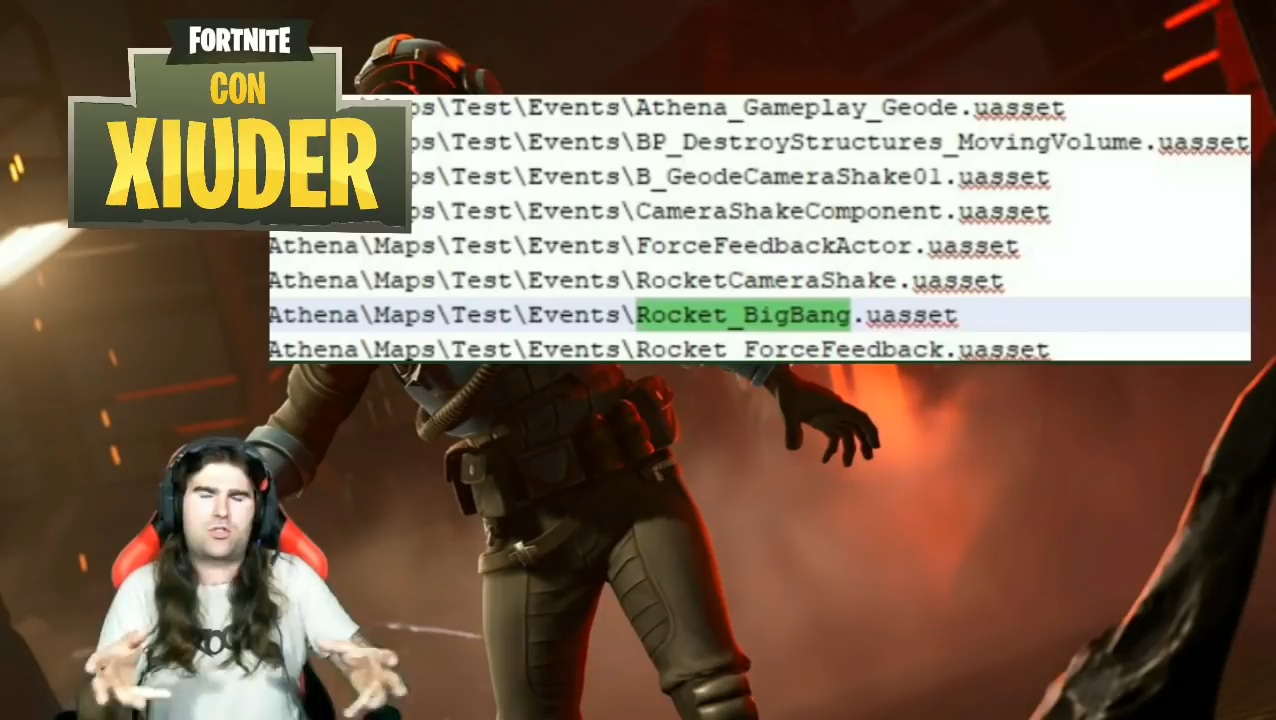 FORTNITE
CON
XIUDER
ps\Test\Events\Athena_Gameplay_Geode.uasset
ps\Test\Events\BP_DestroyStructures_MovingVolume.uasset
ps\Test\Events\B_GeodeCameraShake01.uasset
ps\Test\Events\CameraShakeComponent.uasset
Athena\Maps\Test\Events\ForceFeedbackActor.uasset
Athena\Maps\Test\Events\RocketCameraShake.uasset
Athena\Maps\Test\Events\Rocket_BigBang.uasset
Athena\Maps\Test\Events\Rocket_ForceFeedback.uasset